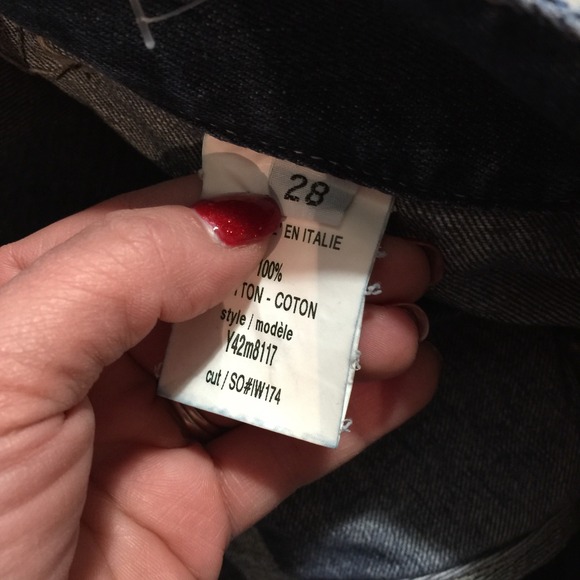 28
EN ITALIE
100%
TON - COTON
style / modèle
Y42m8117
cut / SO#IW174